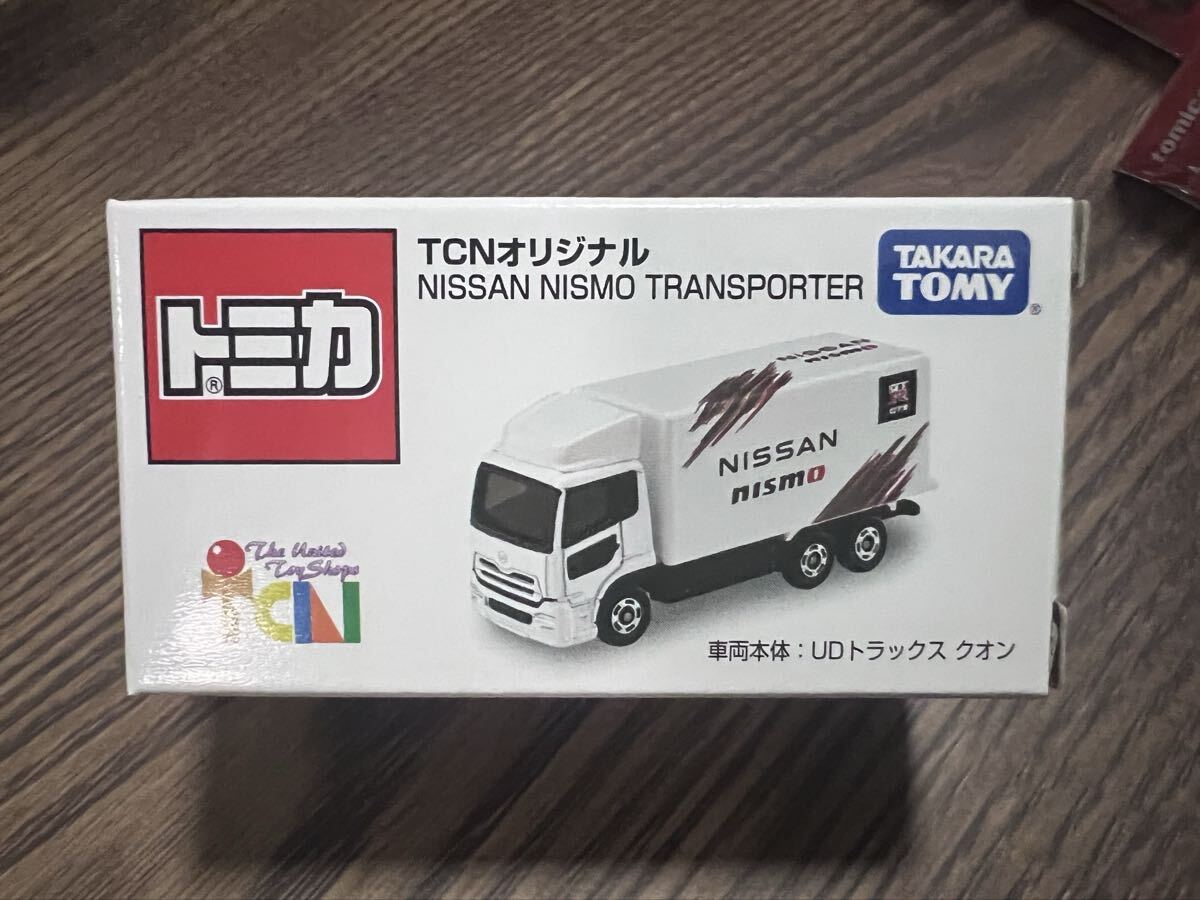 トミカ®
TCNオリジナル
NISSAN NISMO TRANSPORTER
TAKARA
TOMY®
NISSAN
nismo
NISSAN
nismo
The United
Toy Shops
TCN
車両本体：UDトラックス クオン
tomica